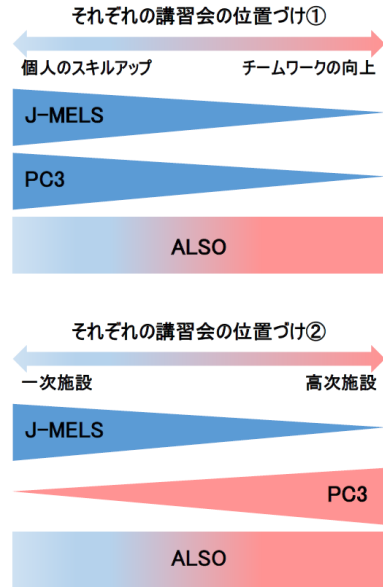 それぞれの講習会の位置づけ①
個人のスキルアップ チームワークの向上
J-MELS
PC3
ALSO
それぞれの講習会の位置づけ②
一次施設 高次施設
J-MELS
PC3
ALSO